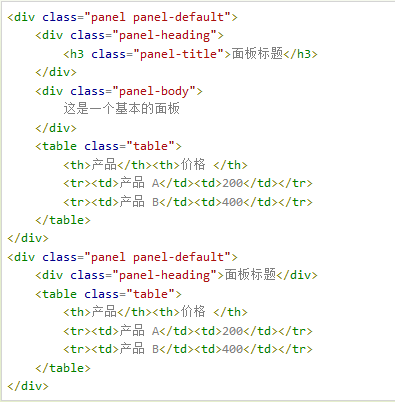 <div class="panel panel-default">
    <div class="panel-heading">
        <h3 class="panel-title">面板标题</h3>
    </div>
    <div class="panel-body">
        这是一个基本的面板
    </div>
    <table class="table">
        <th>产品</th><th>价格 </th>
        <tr><td>产品 A</td><td>200</td></tr>
        <tr><td>产品 B</td><td>400</td></tr>
    </table>
</div>
<div class="panel panel-default">
    <div class="panel-heading">面板标题</div>
    <table class="table">
        <th>产品</th><th>价格 </th>
        <tr><td>产品 A</td><td>200</td></tr>
        <tr><td>产品 B</td><td>400</td></tr>
    </table>
</div>